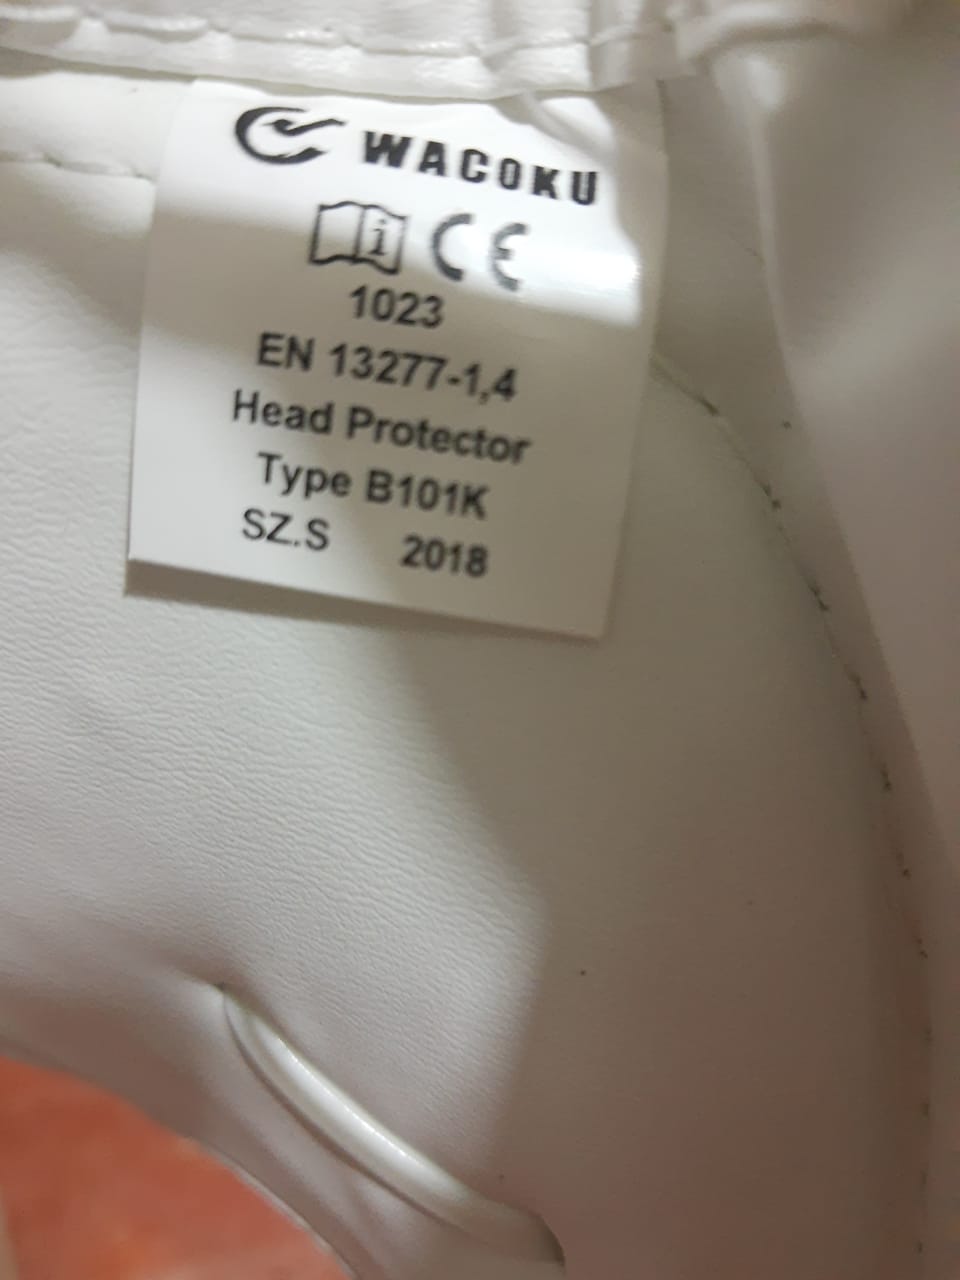 WACOKU
i CE
1023
EN 13277-1,4
Head Protector
Type B101K
SZ.S 2018